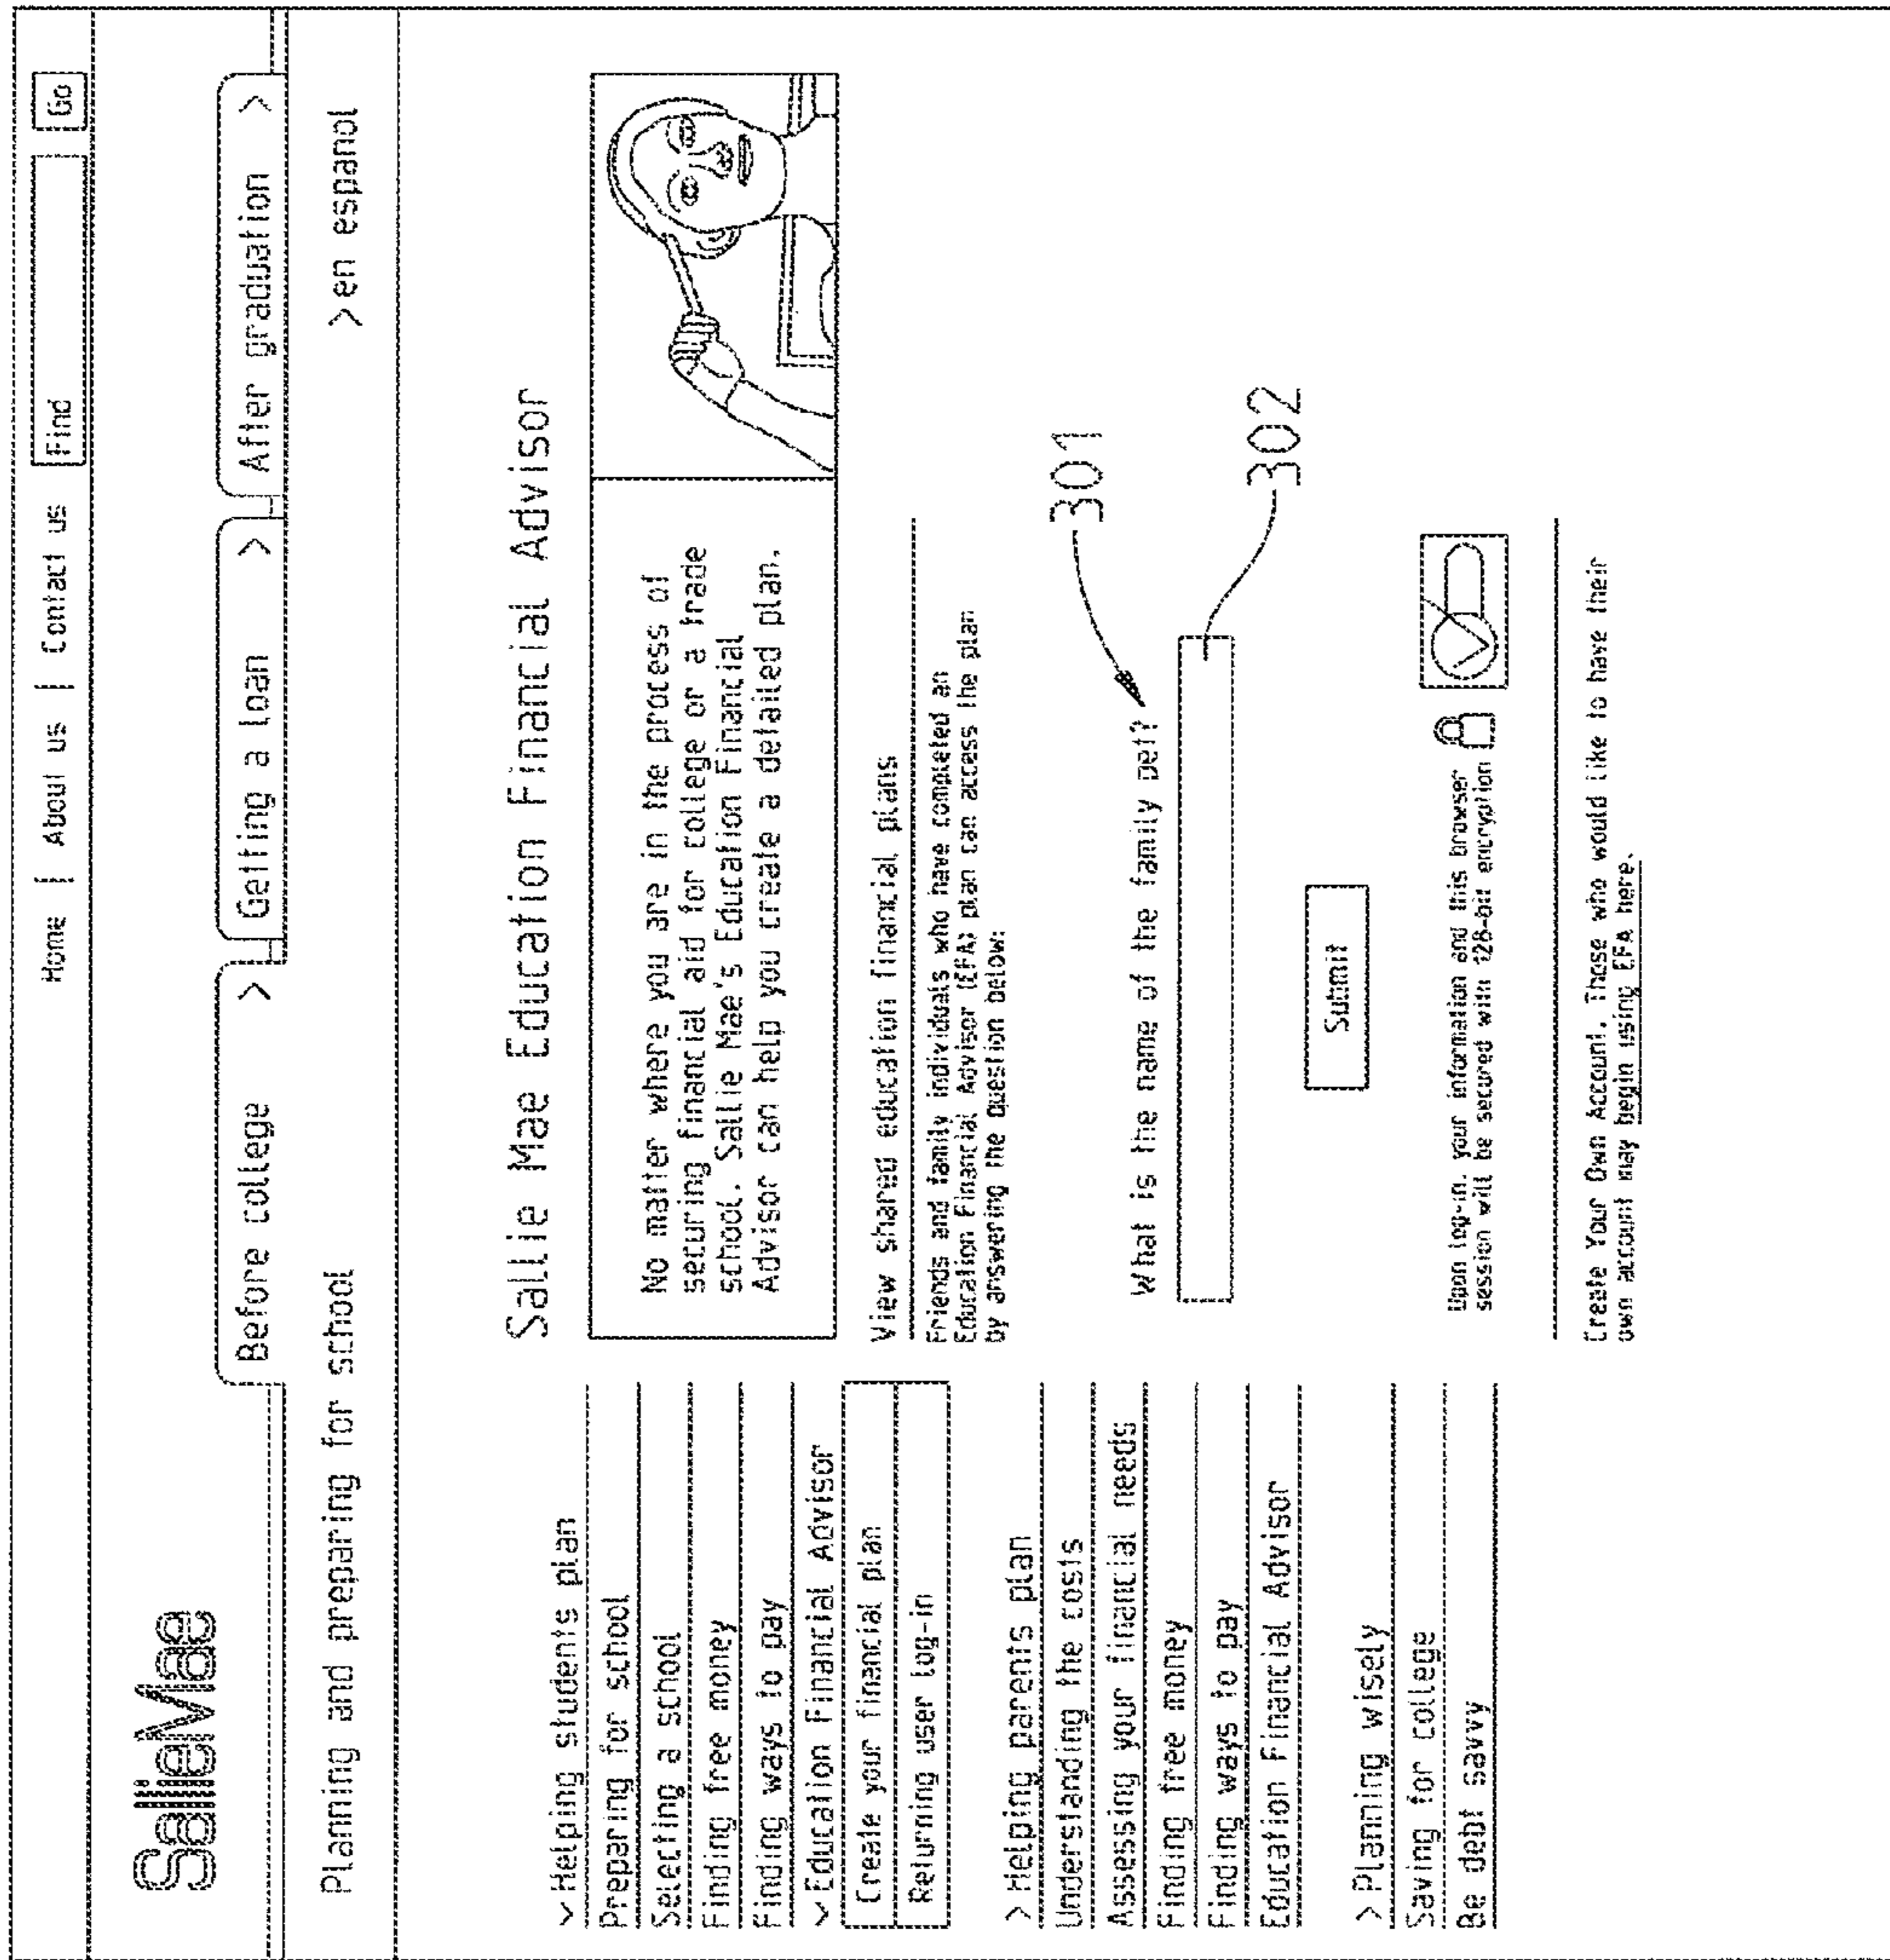 Home | About us | Contact us Find Go
SallieMae
Before college > Getting a loan > After graduation >
Planning and preparing for school > en espanol
Helping students plan
Preparing for school
Selecting a school
Finding free money
Finding ways to pay
Education Financial Advisor
Create your financial plan
Returning user log-in
> Helping parents plan
Understanding the costs
Assessing your financial needs
Finding free money
Finding ways to pay
Education Financial Advisor
> Planning wisely
Saving for college
Be debt savvy
Sallie Mae Education Financial Advisor
No matter where you are in the process of
securing financial aid for college or a trade
school. Sallie Mae's Education Financial
Advisor can help you create a detailed plan.
View shared education financial plans
Friends and family individuals who have completed an
Education Financial Advisor (EFA) plan can access the plan
by answering the question below:
What is the name of the family pet?
301
302
Submit
Upon log-in, your information and this browser
session will be secured with 128-bit encryption
Create Your Own Account. Those who would like to have their
own account may begin using EFA here.